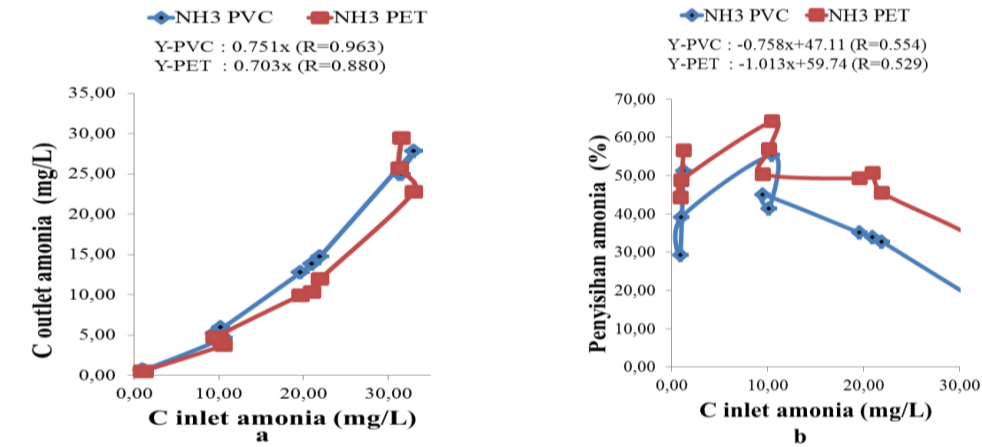 NH3 PVC NH3 PET
Y-PVC : 0.751x (R=0.963)
Y-PET : 0.703x (R=0.880)
35,00
30,00
25,00
20,00
15,00
10,00
5,00
0,00
C outlet amonia (mg/L)
0,00 10,00 20,00 30,00
C inlet amonia (mg/L)
a
NH3 PVC NH3 PET
Y-PVC : -0.758x+47.11 (R=0.554)
Y-PET : -1.013x+59.74 (R=0.529)
70,00
60,00
50,00
40,00
30,00
20,00
10,00
0,00
Penyisihan amonia (%)
0,00 10,00 20,00 30,00
C inlet amonia (mg/L)
b